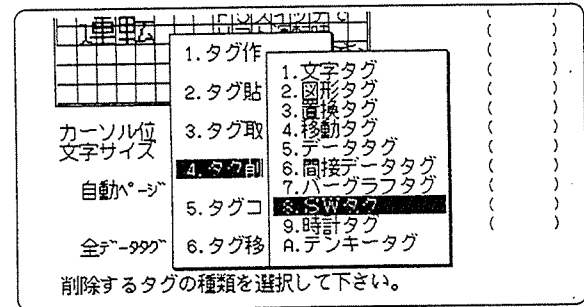 運転
1.タグ作
2.タグ貼
3.タグ取
4.タグ削
5.タグコ
6.タグ移
1.文字タグ
2.図形タグ
3.置換タグ
4.移動タグ
5.データタグ
6.間接データタグ
7.バーグラフタグ
8.SWタグ
9.時計タグ
A.テンキータグ
カーソル位
文字サイズ
自動ページ
全データタグ
削除するタグの種類を選択して下さい。